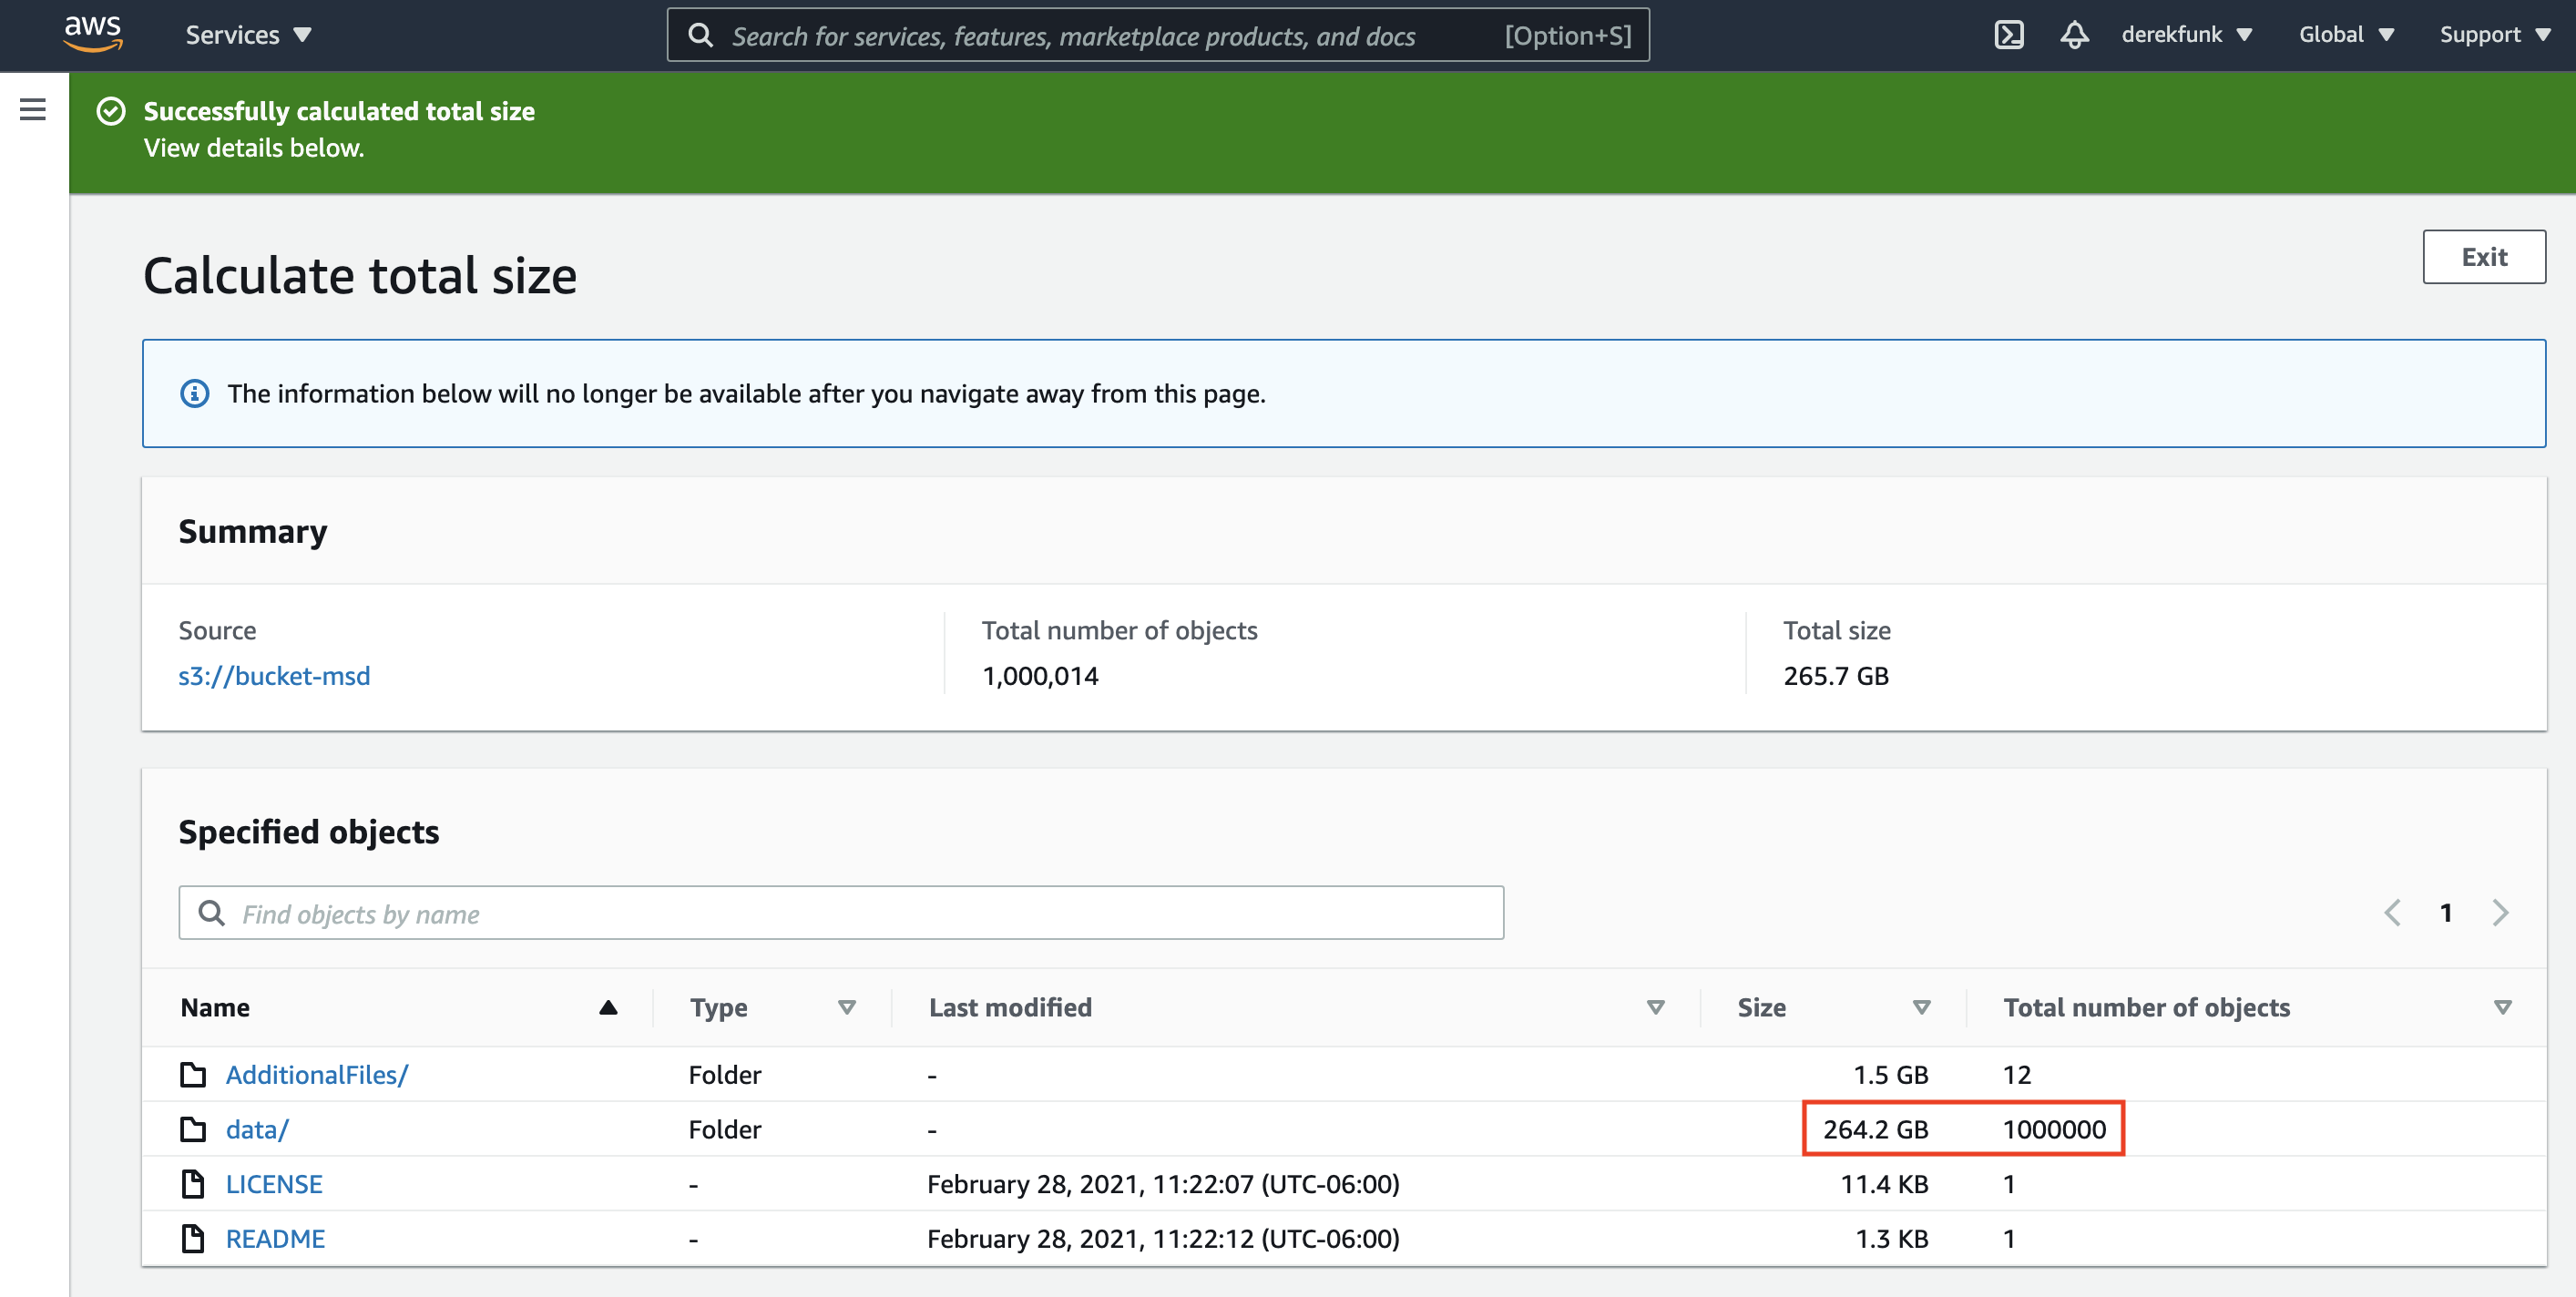 aws Services Search for services, features, marketplace products, and docs [Option+S] derekfunk Global Support
Successfully calculated total size
View details below.
Calculate total size Exit
The information below will no longer be available after you navigate away from this page.
Summary
Source Total number of objects Total size
s3://bucket-msd 1,000,014 265.7 GB
Specified objects
Find objects by name 1
Name Type Last modified Size Total number of objects
AdditionalFiles/ Folder - 1.5 GB 12
data/ Folder - 264.2 GB 1000000
LICENSE - February 28, 2021, 11:22:07 (UTC-06:00) 11.4 KB 1
README - February 28, 2021, 11:22:12 (UTC-06:00) 1.3 KB 1